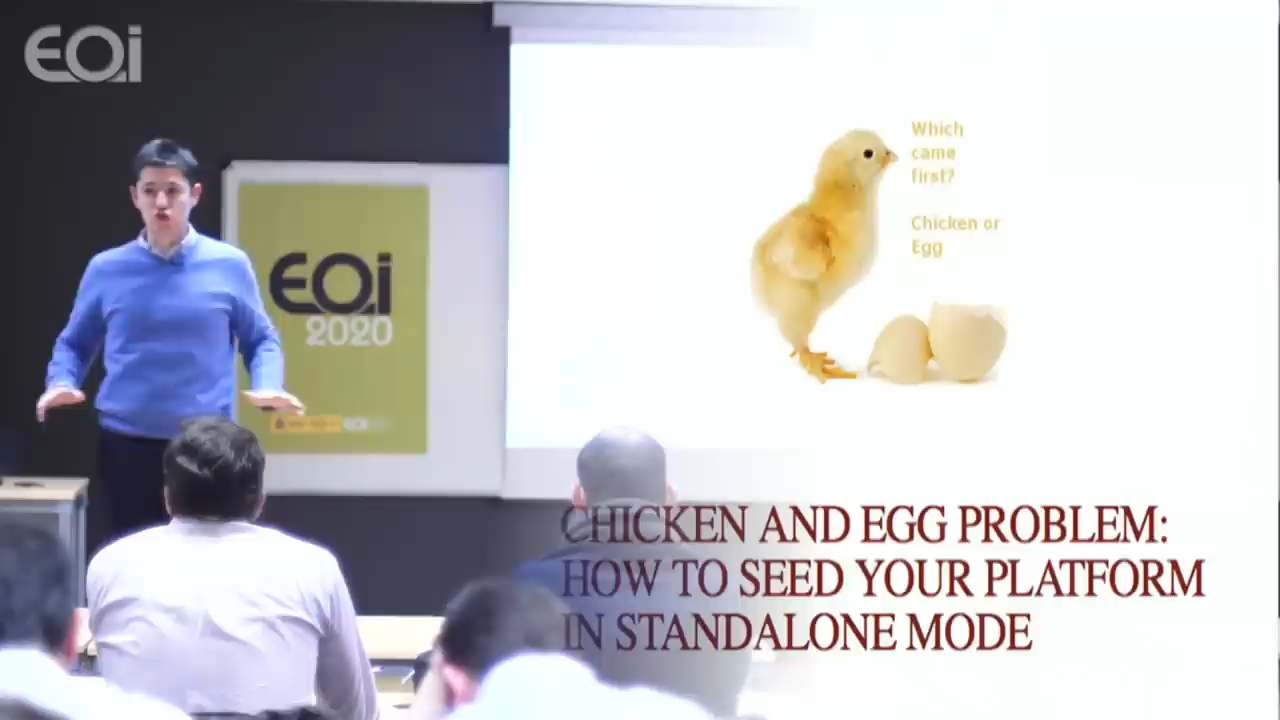 EOi
Which
came
first?
Chicken or
Egg
EOi
2020
EOI
CHICKEN AND EGG PROBLEM:
HOW TO SEED YOUR PLATFORM
IN STANDALONE MODE